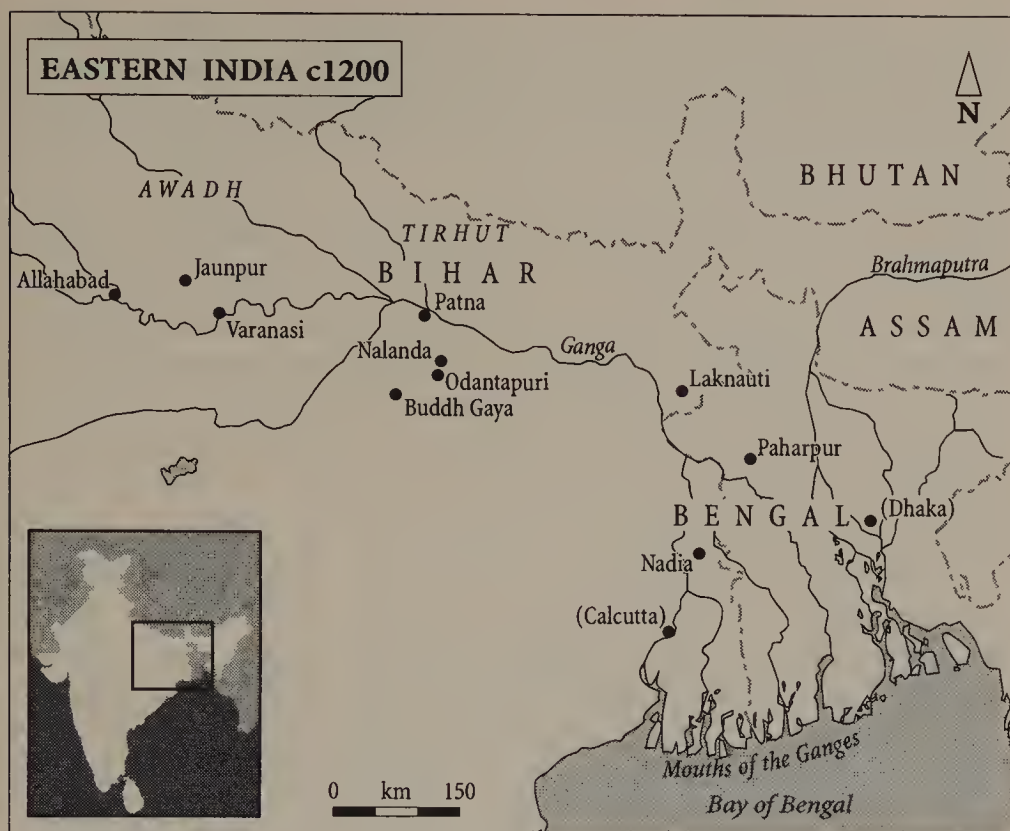 EASTERN INDIA c1200
N
BHUTAN
AWADH
TIRHUT
BIHAR
Brahmaputra
Jaunpur
Allahabad
Patna
ASSAM
Varanasi
Ganga
Nalanda
Odantapuri
Laknauti
Buddh Gaya
Paharpur
BENGAL
(Dhaka)
Nadia
(Calcutta)
Mouths of the Ganges
0 km 150
Bay of Bengal